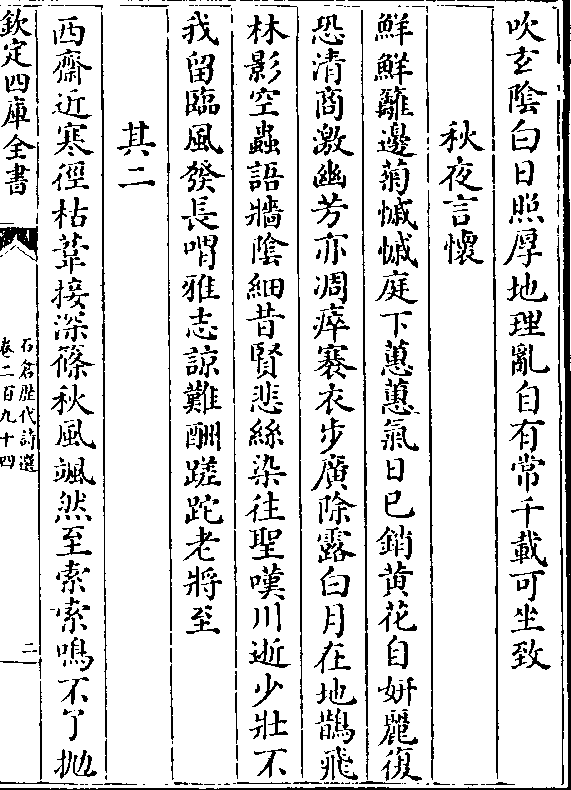 吹玄陰白日照厚地理亂自有常千載可坐致
秋夜言懷
鮮鮮籬邊菊慽慽庭下蕙蕙氣日已銷黄花自妍麗復
恐清商激幽芳亦凋瘁褰衣步廣除露白月在地鵲飛
林影空蟲語牆陰細昔賢悲絲染往聖嘆川逝少壯不
我留臨風發長喟雅志諒難酬蹉跎老將至
其二
西齋近寒徑枯葦接深篠秋風颯然至索索鳴不了抛
欽定四庫全書
石倉歷代詩選
卷二百九十四
二